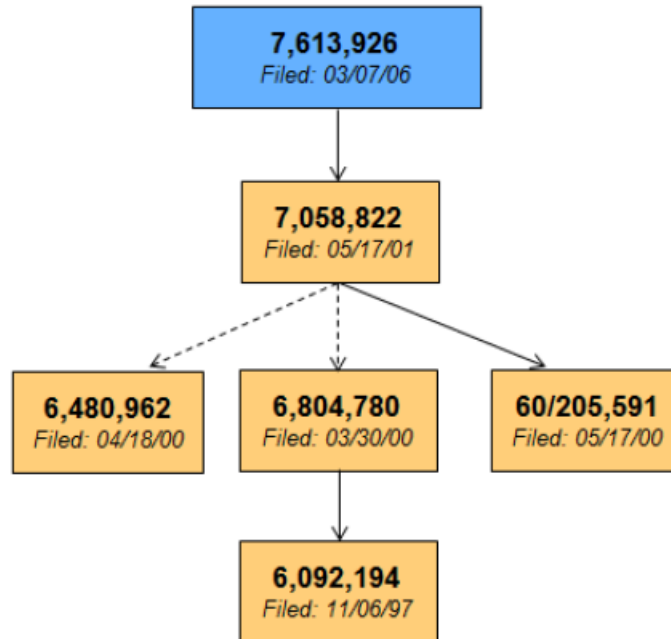 7,613,926
Filed: 03/07/06
7,058,822
Filed: 05/17/01
6,480,962
Filed: 04/18/00
6,804,780
Filed: 03/30/00
60/205,591
Filed: 05/17/00
6,092,194
Filed: 11/06/97